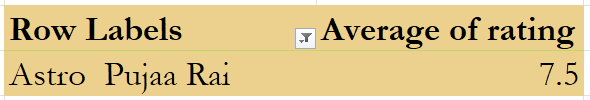 Row Labels Average of rating
Astro  Pujaa Rai 7.5